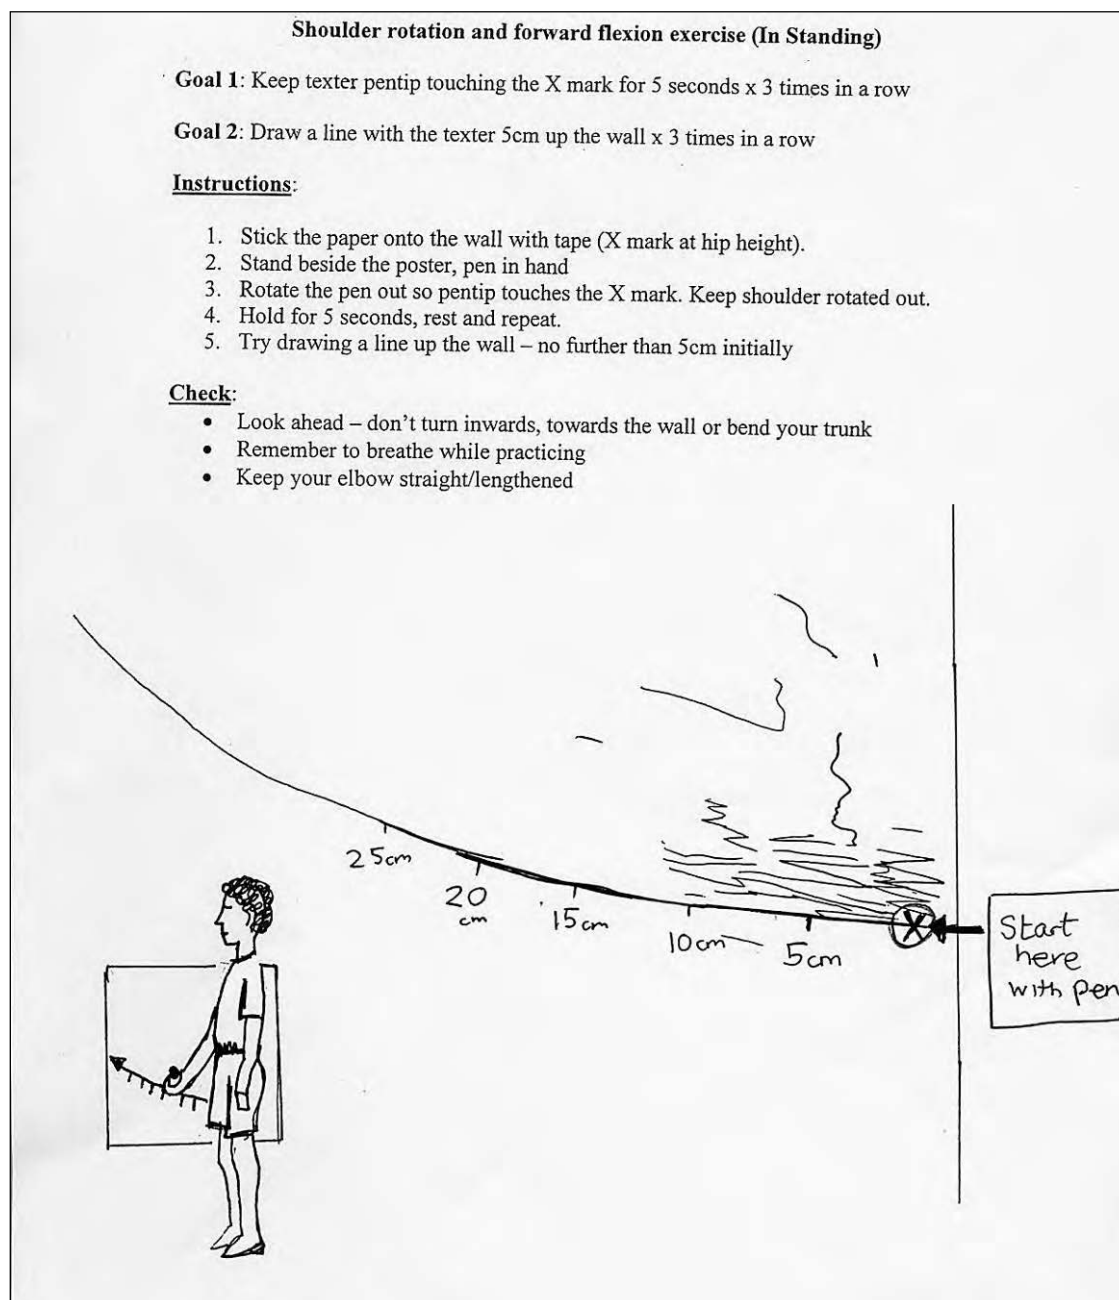 Shoulder rotation and forward flexion exercise (In Standing)
Goal 1: Keep texter pentip touching the X mark for 5 seconds x 3 times in a row
Goal 2: Draw a line with the texter 5cm up the wall x 3 times in a row
Instructions:
1. Stick the paper onto the wall with tape (X mark at hip height).
2. Stand beside the poster, pen in hand
3. Rotate the pen out so pentip touches the X mark. Keep shoulder rotated out.
4. Hold for 5 seconds, rest and repeat.
5. Try drawing a line up the wall – no further than 5cm initially
Check:
• Look ahead – don't turn inwards, towards the wall or bend your trunk
• Remember to breathe while practicing
• Keep your elbow straight/lengthened
25cm
20
cm
15cm
10cm
5cm
X
Start
here
with pen